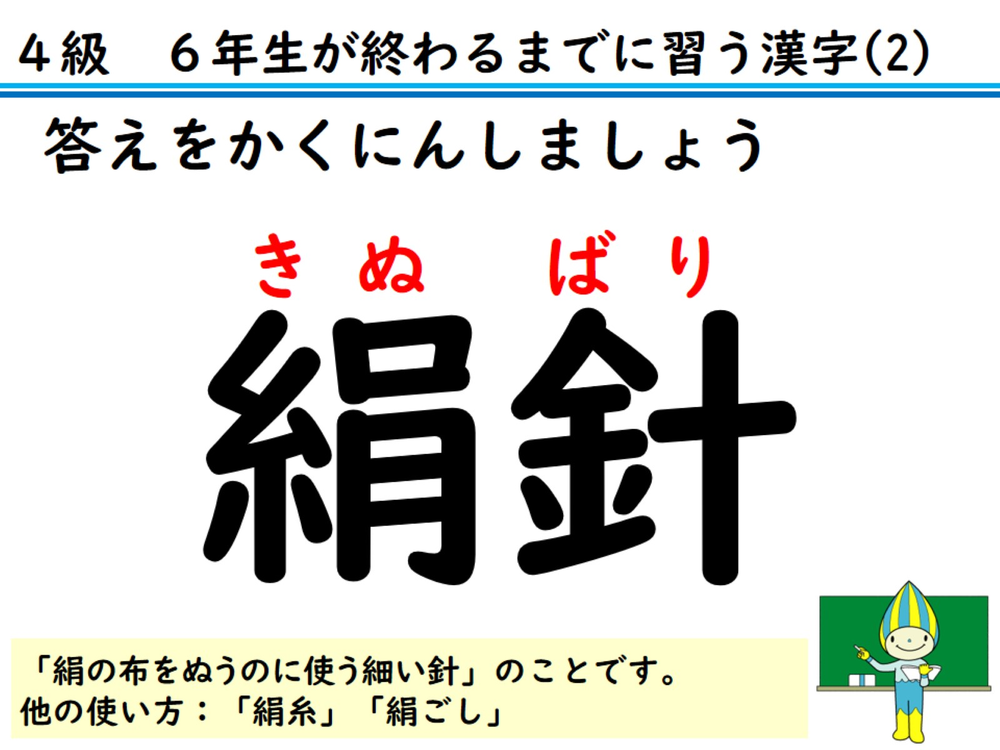 ４級　６年生が終わるまでに習う漢字(2)
答えをかくにんしましょう
きぬ ばり
絹針
「絹の布をぬうのに使う細い針」のことです。
他の使い方：「絹糸」「絹ごし」